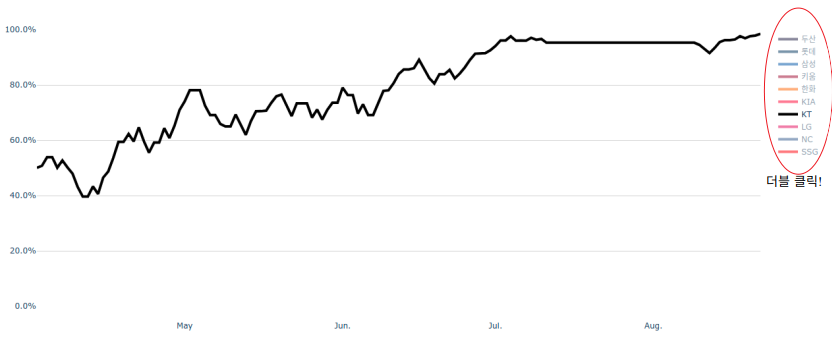 100.0%
80.0%
60.0%
40.0%
20.0%
0.0%
May
Jun.
Jul.
Aug.
두산
롯데
삼성
키움
한화
KIA
KT
LG
NC
SSG
더블 클릭!